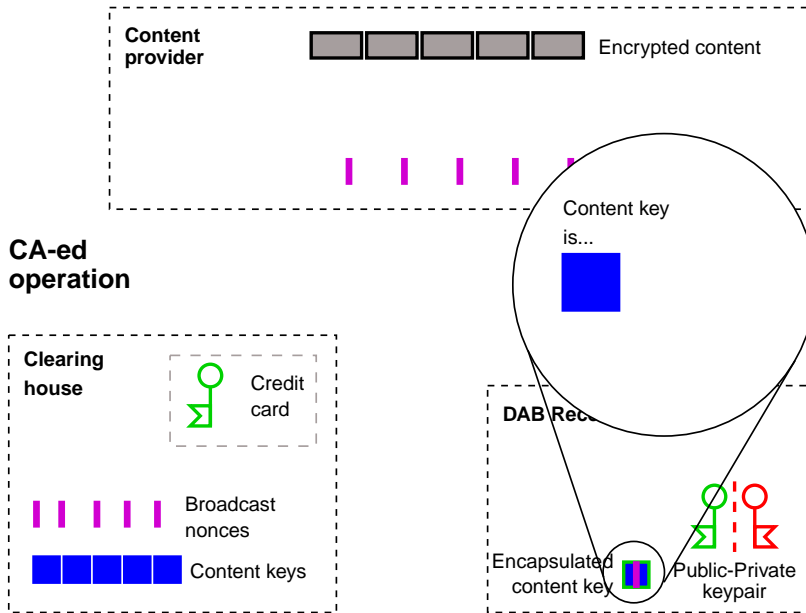 Content
provider
Encrypted content
Content key
is...
CA-ed
operation
Clearing
house
Credit
card
DAB
Broadcast
nonces
Content keys
Encapsulated
content key
Public-Private
keypair